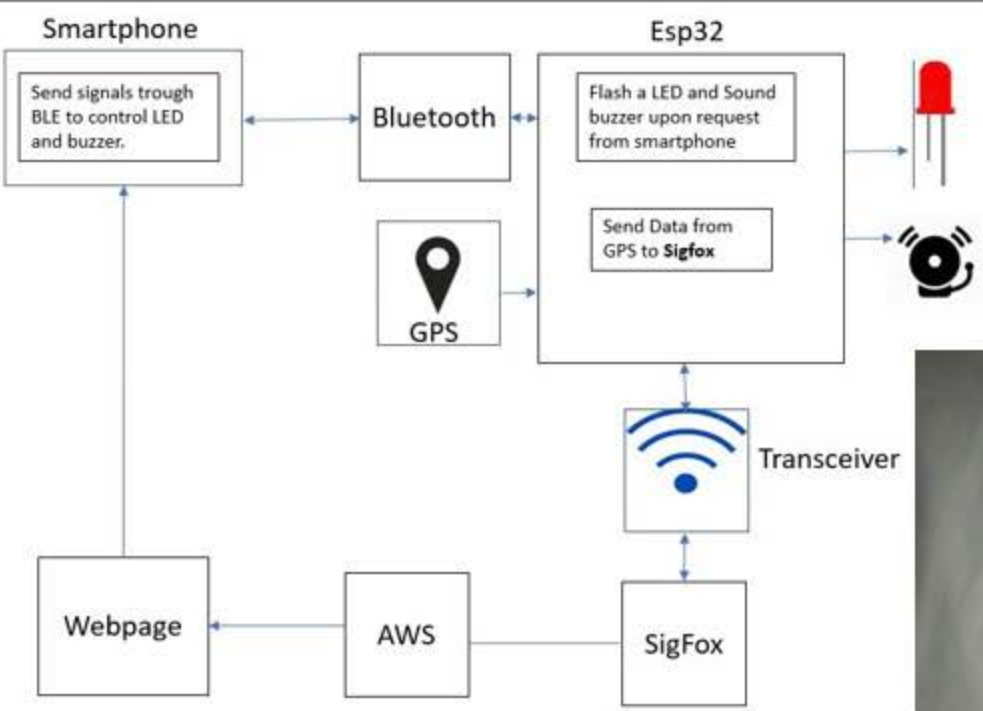 Smartphone
Esp32
Send signals trough
BLE to control LED
and buzzer.
Bluetooth
Flash a LED and Sound
buzzer upon request
from smartphone
Send Data from
GPS to Sigfox
GPS
Transceiver
Webpage
AWS
SigFox